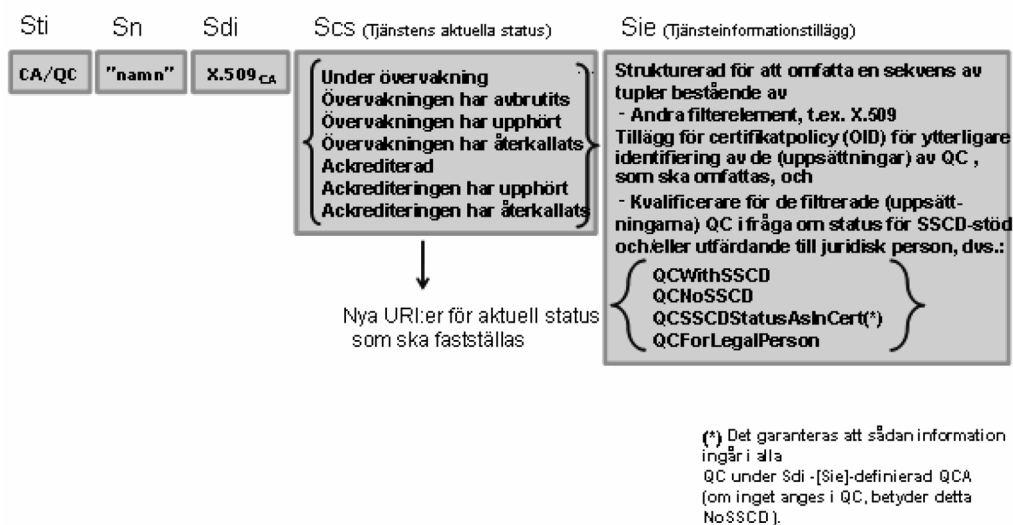 Sti Sn Sdi Scs (Tjänstens aktuella status) Sie (Tjänsteinformationstillägg)
CA/QC "namn" X.509CA
Under övervakning
Övervakningen har avbrutits
Övervakningen har upphört
Övervakningen har återkallats
Ackrediterad
Ackrediteringen har upphört
Ackrediteringen har återkallats
Strukturerad för att omfatta en sekvens av
tupler bestående av
- Andra filterelement, t.ex. X.509
Tillägg för certifikatpolicy (OID) för ytterligare
identifiering av de (uppsättningar) av QC ,
som ska omfattas, och
- Kvalificerare för de filtrerade (uppsätt-
ningarna) QC i fråga om status för SSCD-stöd
och/eller utfärdande till juridisk person, dvs.:
QCWithSSCD
QCNoSSCD
QCSSCDStatusAsInCert(*)
QCForLegalPerson
Nya URI:er för aktuell status
som ska fastställas
(*) Det garanteras att sådan information
ingår i alla
QC under Sdi -[Sie]-definierad QCA
(om inget anges i QC, betyder detta
NoSSCD).